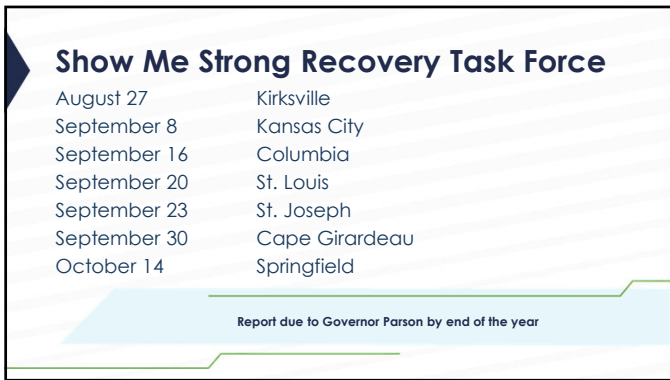 Show Me Strong Recovery Task Force
August 27 Kirksville
September 8 Kansas City
September 16 Columbia
September 20 St. Louis
September 23 St. Joseph
September 30 Cape Girardeau
October 14 Springfield
Report due to Governor Parson by end of the year